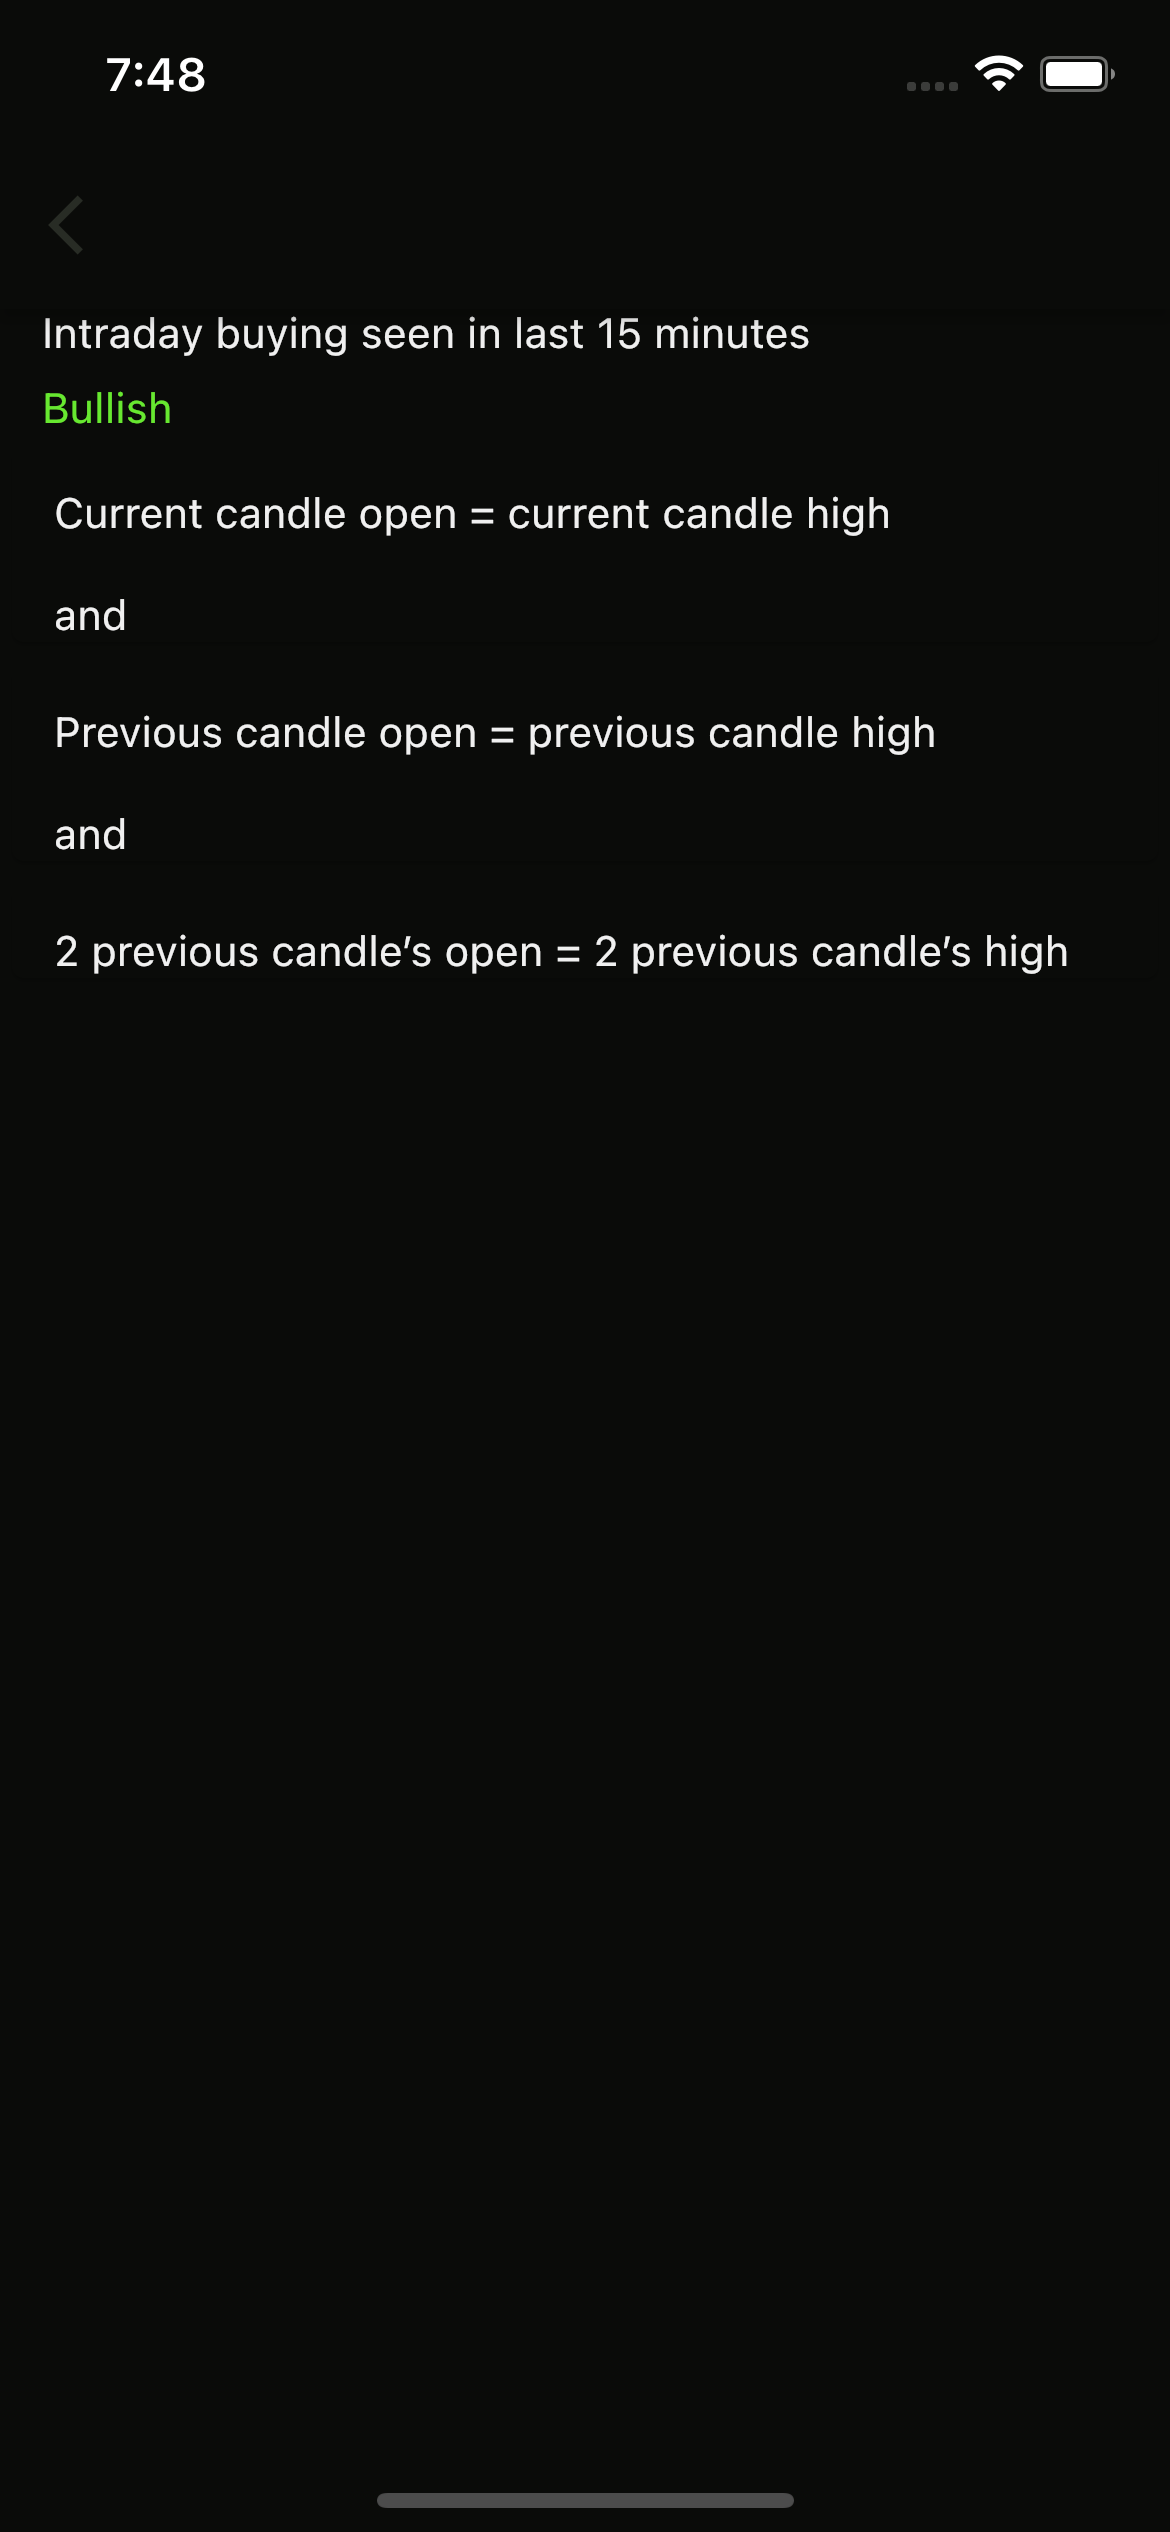 7:48
Intraday buying seen in last 15 minutes
Bullish
Current candle open = current candle high
and
Previous candle open = previous candle high
and
2 previous candle’s open = 2 previous candle’s high